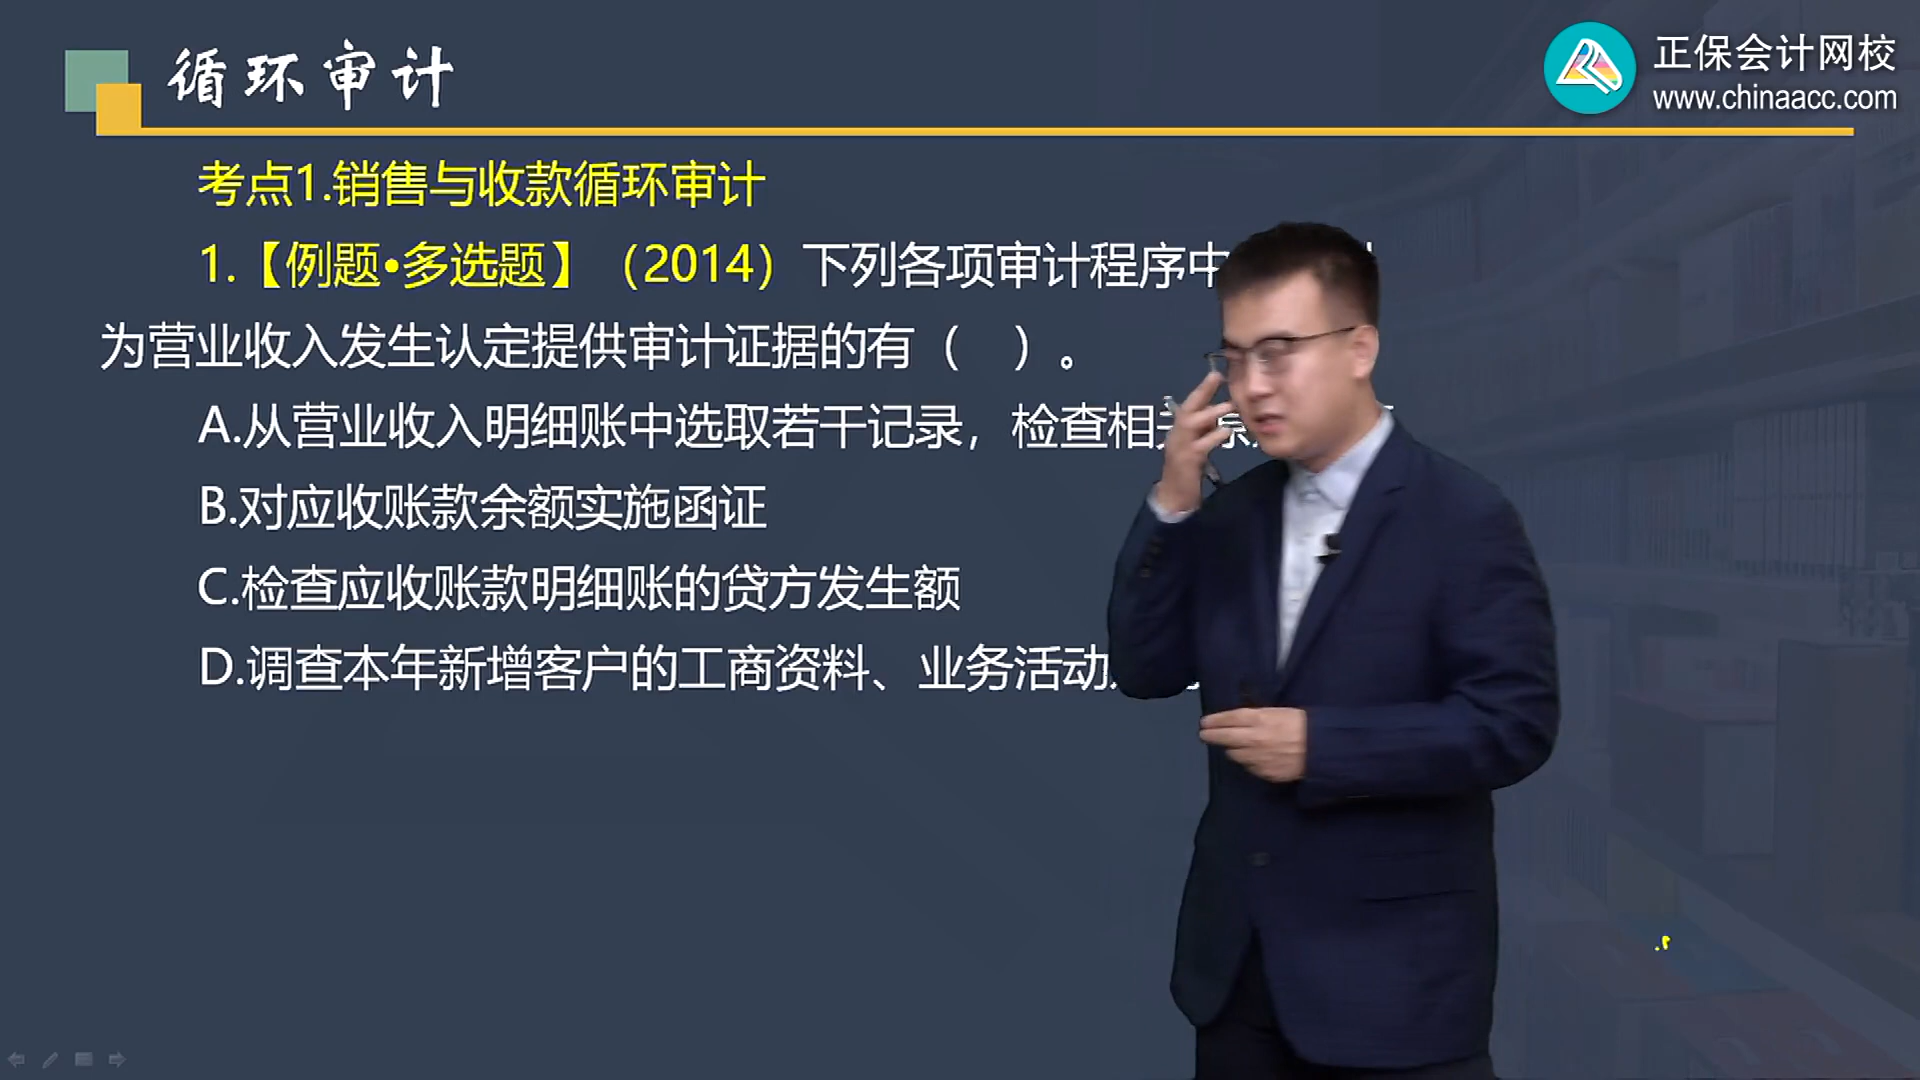 循环审计
正保会计网校
www.chinaacc.com
考点1.销售与收款循环审计
1.【例题•多选题】（2014）下列各项审计程序中
为营业收入发生认定提供审计证据的有（ ）。
A.从营业收入明细账中选取若干记录，检查相关原
B.对应收账款余额实施函证
C.检查应收账款明细账的贷方发生额
D.调查本年新增客户的工商资料、业务活动